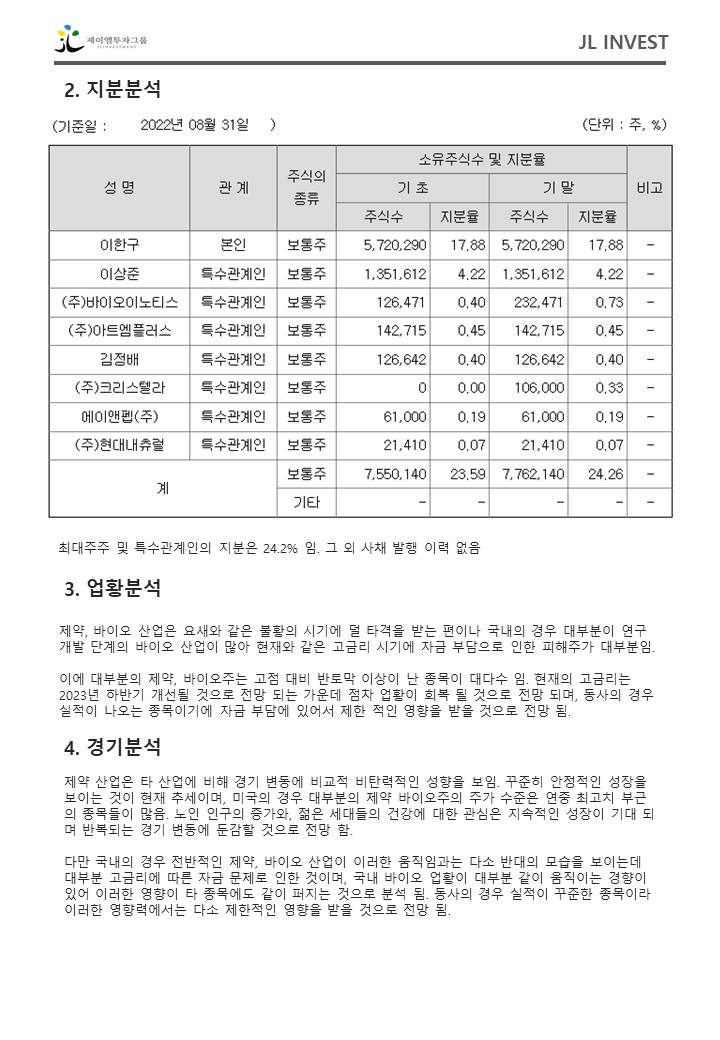 제이엘투자그룹
JLINVESTMENT
JL INVEST
2. 지분분석
(기준일 : 2022년 08월 31일 ) (단위 : 주, %)
성 명 관 계 주식의 종류 소유주식수 및 지분율 비고
기 초 기 말
주식수 지분율 주식수 지분율
이한구 본인 보통주 5,720,290 17.88 5,720,290 17.88 -
이상준 특수관계인 보통주 1,351,612 4.22 1,351,612 4.22 -
(주)바이오이노티스 특수관계인 보통주 126,471 0.40 232,471 0.73 -
(주)아트엠플러스 특수관계인 보통주 142,715 0.45 142,715 0.45 -
김정배 특수관계인 보통주 126,642 0.40 126,642 0.40 -
(주)크리스텔라 특수관계인 보통주 0 0.00 106,000 0.33 -
에이앤펩(주) 특수관계인 보통주 61,000 0.19 61,000 0.19 -
(주)현대내츄럴 특수관계인 보통주 21,410 0.07 21,410 0.07 -
계 보통주 7,550,140 23.59 7,762,140 24.26 -
기타 - - - - -
최대주주 및 특수관계인의 지분은 24.2% 임. 그 외 사채 발행 이력 없음
3. 업황분석
제약, 바이오 산업은 요새와 같은 불황의 시기에 덜 타격을 받는 편이나 국내의 경우 대부분이 연구
개발 단계의 바이오 산업이 많아 현재와 같은 고금리 시기에 자금 부담으로 인한 피해주가 대부분임.
이에 대부분의 제약, 바이오주는 고점 대비 반토막 이상이 난 종목이 대다수 임. 현재의 고금리는
2023년 하반기 개선될 것으로 전망 되는 가운데 점차 업황이 회복 될 것으로 전망 되며, 동사의 경우
실적이 나오는 종목이기에 자금 부담에 있어서 제한 적인 영향을 받을 것으로 전망 됨.
4. 경기분석
제약 산업은 타 산업에 비해 경기 변동에 비교적 비탄력적인 성향을 보임. 꾸준히 안정적인 성장을
보이는 것이 현재 추세이며, 미국의 경우 대부분의 제약 바이오주의 주가 수준은 연중 최고치 부근
의 종목들이 많음. 노인 인구의 증가와, 젊은 세대들의 건강에 대한 관심은 지속적인 성장이 기대 되
며 반복되는 경기 변동에 둔감할 것으로 전망 함.
다만 국내의 경우 전반적인 제약, 바이오 산업이 이러한 움직임과는 다소 반대의 모습을 보이는데
대부분 고금리에 따른 자금 문제로 인한 것이며, 국내 바이오 업황이 대부분 같이 움직이는 경향이
있어 이러한 영향이 타 종목에도 같이 퍼지는 것으로 분석 됨. 동사의 경우 실적이 꾸준한 종목이라
이러한 영향력에서는 다소 제한적인 영향을 받을 것으로 전망 됨.